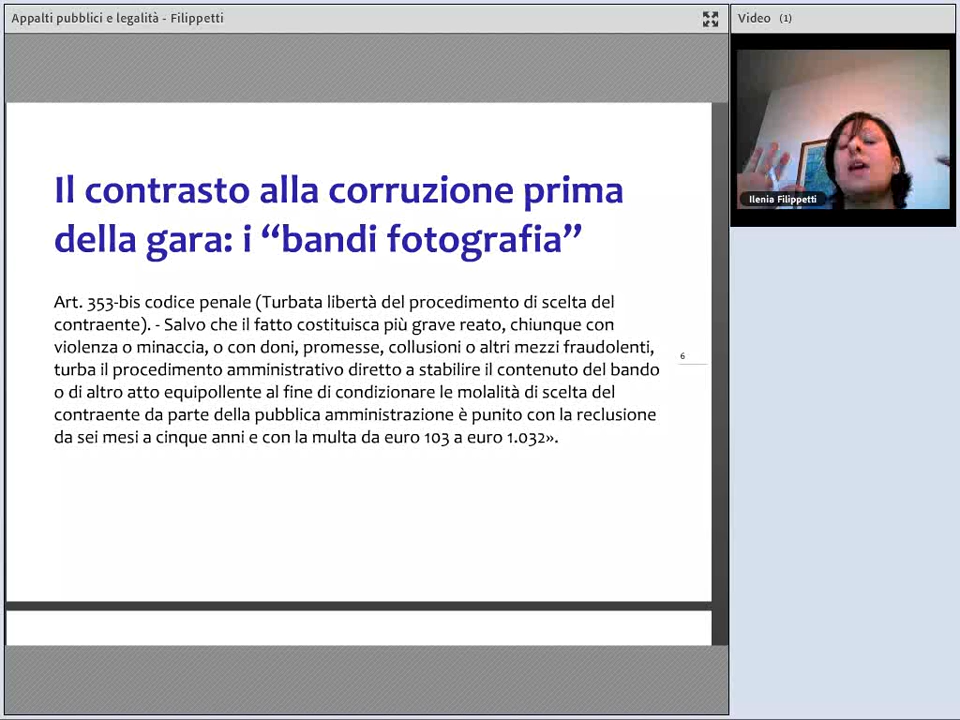 Appalti pubblici e legalità - Filippetti
Video (1)
Ilenia Filippetti
Il contrasto alla corruzione prima
della gara: i “bandi fotografia”
Art. 353-bis codice penale (Turbata libertà del procedimento di scelta del
contraente). - Salvo che il fatto costituisca più grave reato, chiunque con
violenza o minaccia, o con doni, promesse, collusioni o altri mezzi fraudolenti,
turba il procedimento amministrativo diretto a stabilire il contenuto del bando
o di altro atto equipollente al fine di condizionare le molalità di scelta del
contraente da parte della pubblica amministrazione è punito con la reclusione
da sei mesi a cinque anni e con la multa da euro 103 a euro 1.032».
6